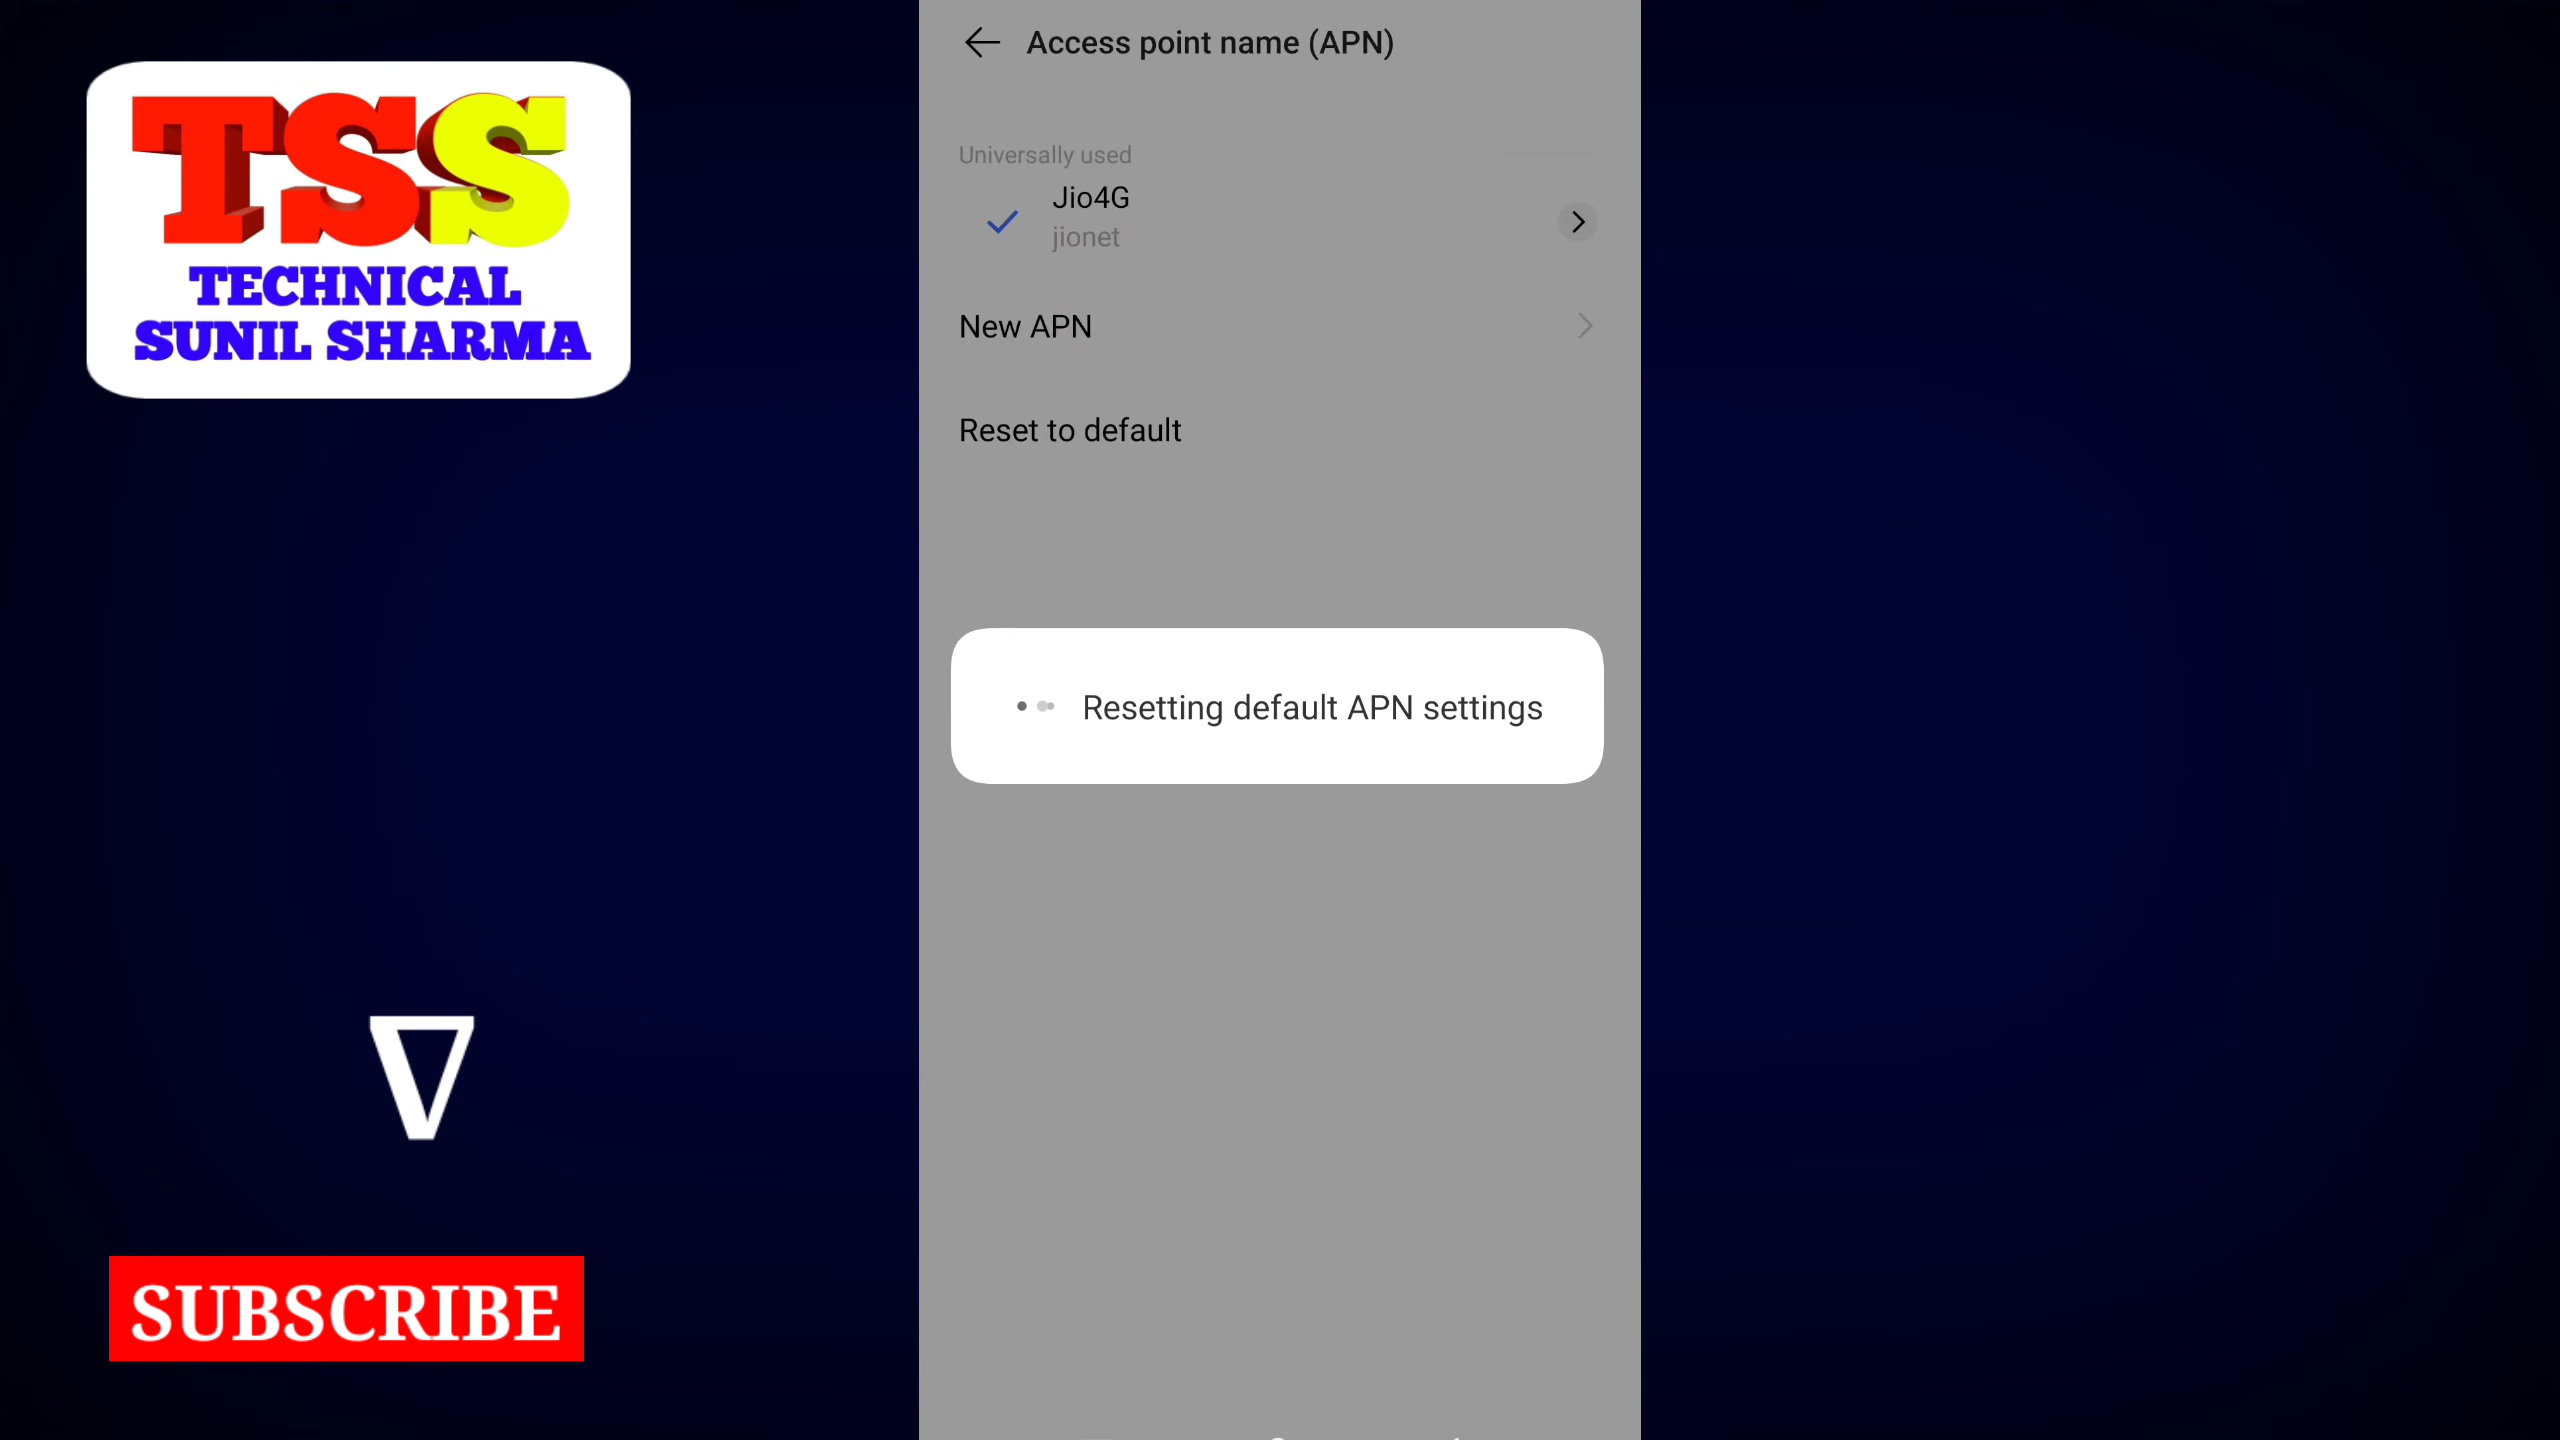 TSS
TECHNICAL
SUNIL SHARMA
SUBSCRIBE
Access point name (APN)
Universally used
Jio4G
jionet
New APN
Reset to default
Resetting default APN settings